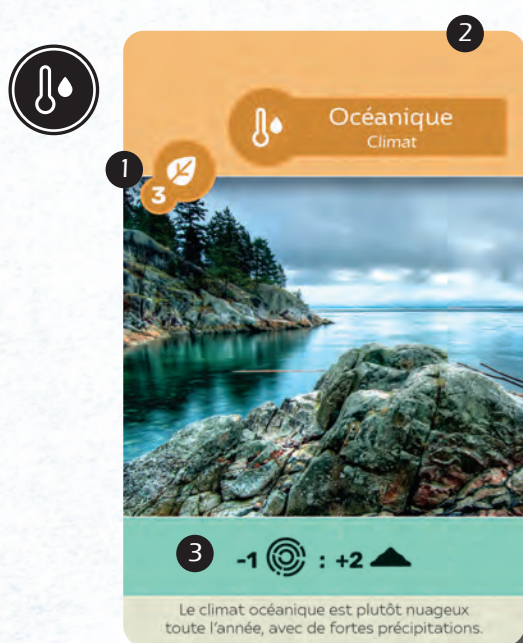 2
Océanique
Climat
1
3
3 -1 : +2
Le climat océanique est plutôt nuageux
toute l'année, avec de fortes précipitations.